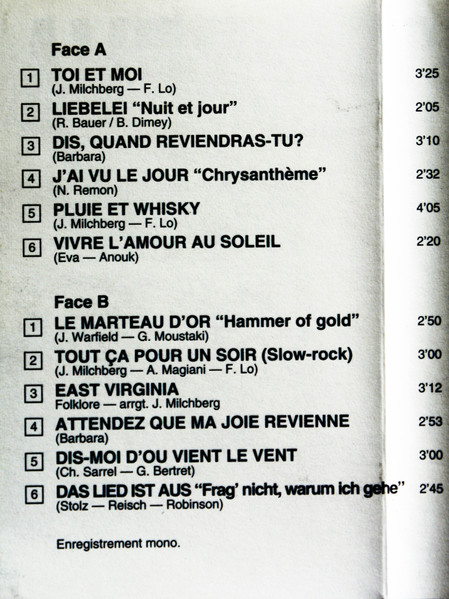 Face A
1 TOI ET MOI 3'25
(J. Milchberg — F. Lo)
2 LIEBELEI “Nuit et jour” 2'05
(R. Bauer / B. Dimey)
3 DIS, QUAND REVIENDRAS-TU? 3'10
(Barbara)
4 J'AI VU LE JOUR “Chrysanthème” 2'32
(N. Remon)
5 PLUIE ET WHISKY 4'05
(J. Milchberg — F. Lo)
6 VIVRE L'AMOUR AU SOLEIL 2'20
(Eva — Anouk)
Face B
1 LE MARTEAU D'OR “Hammer of gold” 2'50
(J. Warfield — G. Moustaki)
2 TOUT ÇA POUR UN SOIR (Slow-rock) 3'00
(J. Milchberg — A. Magiani — F. Lo)
3 EAST VIRGINIA 3'12
Folklore — arrgt. J. Milchberg
4 ATTENDEZ QUE MA JOIE REVIENNE 2'53
(Barbara)
5 DIS-MOI D'OU VIENT LE VENT 3'00
(Ch. Sarrel — G. Bertret)
6 DAS LIED IST AUS “Frag' nicht, warum ich gehe” 2'45
(Stolz — Reisch — Robinson)
Enregistrement mono.